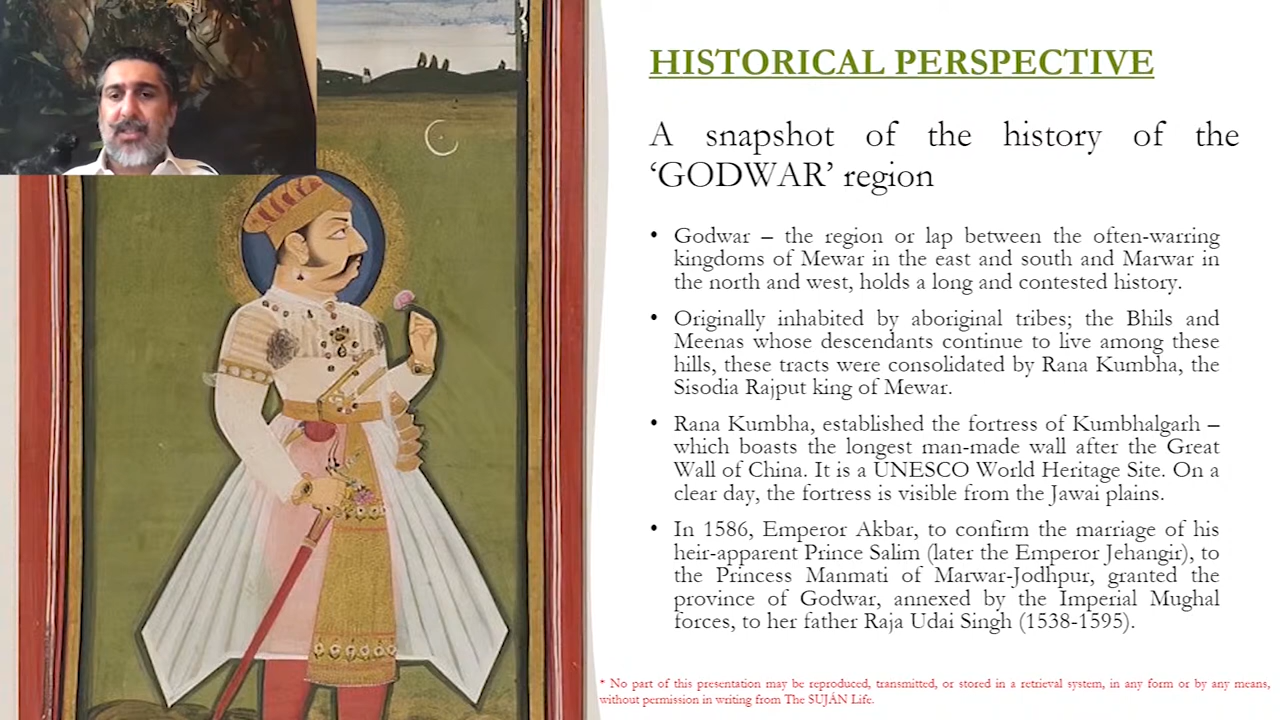 HISTORICAL PERSPECTIVE
A snapshot of the history of the
‘GODWAR’ region
• Godwar – the region or lap between the often-warring
kingdoms of Mewar in the east and south and Marwar in
the north and west, holds a long and contested history.
• Originally inhabited by aboriginal tribes; the Bhils and
Meenas whose descendants continue to live among these
hills, these tracts were consolidated by Rana Kumbha, the
Sisodia Rajput king of Mewar.
• Rana Kumbha, established the fortress of Kumbhalgarh –
which boasts the longest man-made wall after the Great
Wall of China. It is a UNESCO World Heritage Site. On a
clear day, the fortress is visible from the Jawai plains.
• In 1586, Emperor Akbar, to confirm the marriage of his
heir-apparent Prince Salim (later the Emperor Jehangir), to
the Princess Manmati of Marwar-Jodhpur, granted the
province of Godwar, annexed by the Imperial Mughal
forces, to her father Raja Udai Singh (1538-1595).
* No part of this presentation may be reproduced, transmitted, or stored in a retrieval system, in any form or by any means,
without permission in writing from The SUJÁN Life.